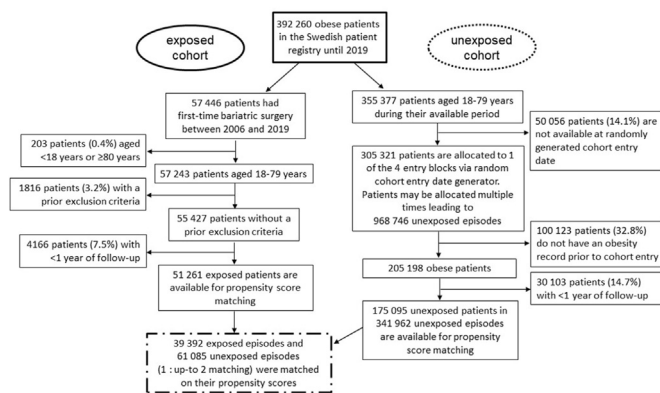 392 260 obese patients
in the Swedish patient
registry until 2019
exposed
cohort
unexposed
cohort
57 446 patients had
first-time bariatric surgery
between 2006 and 2019
203 patients (0.4%) aged
<18 years or ≥80 years
57 243 patients aged 18-79 years
1816 patients (3.2%) with a
prior exclusion criteria
55 427 patients without a
prior exclusion criteria
4166 patients (7.5%) with
<1 year of follow-up
51 261 exposed patients are
available for propensity score
matching
355 377 patients aged 18-79 years
during their available period
50 056 patients (14.1%) are
not available at randomly
generated cohort entry
date
305 321 patients are allocated to 1
of the 4 entry blocks via random
cohort entry date generator.
Patients may be allocated multiple
times leading to
968 746 unexposed episodes
100 123 patients (32.8%)
do not have an obesity
record prior to cohort entry
205 198 obese patients
30 103 patients (14.7%)
with <1 year of follow-up
175 095 unexposed patients in
341 962 unexposed episodes
are available for propensity
score matching
39 392 exposed episodes and
61 085 unexposed episodes
(1 : up-to 2 matching) were matched
on their propensity scores